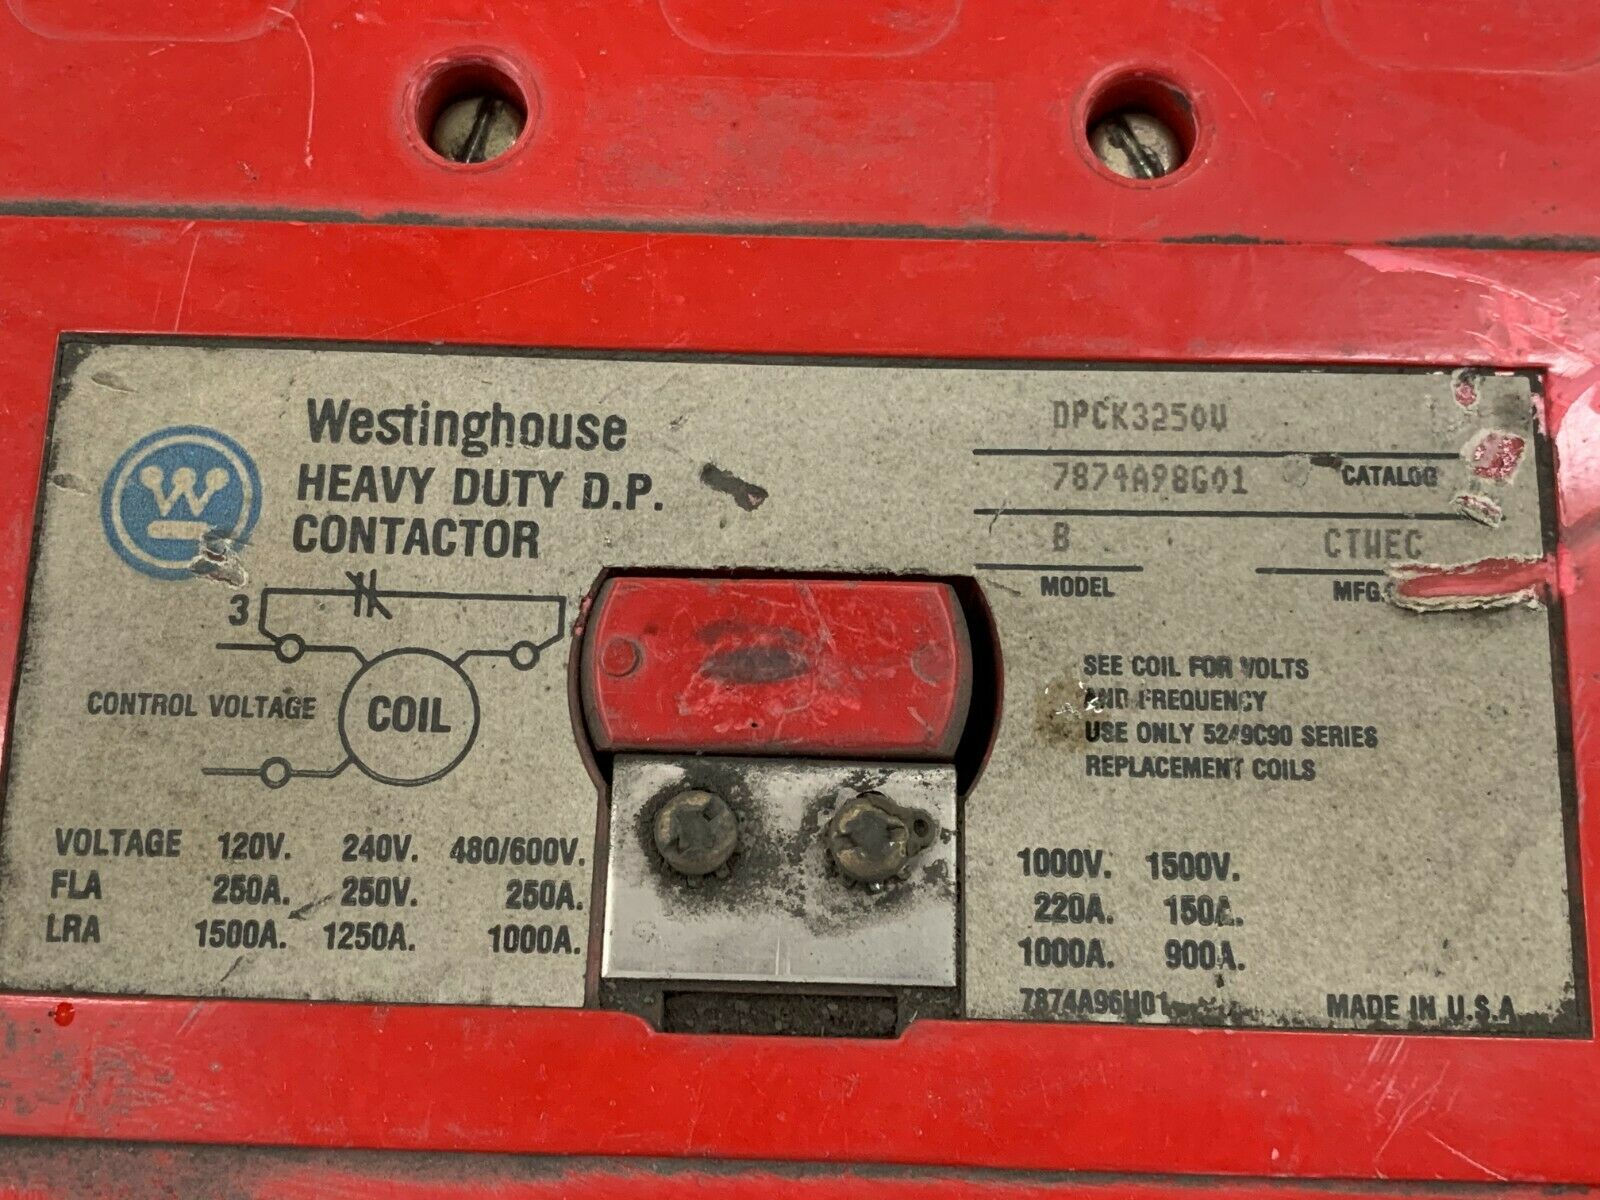 W
Westinghouse
HEAVY DUTY D.P.
CONTACTOR
3
CONTROL VOLTAGE
COIL
VOLTAGE 120V. 240V. 480/600V.
FLA 250A. 250V. 250A.
LRA 1500A. 1250A. 1000A.
DPCK3250U
7874A98G01 CATALOG
B CTWEC
MODEL MFG.
SEE COIL FOR VOLTS
AND FREQUENCY
USE ONLY 5249C90 SERIES
REPLACEMENT COILS
1000V. 1500V.
220A. 150A.
1000A. 900A.
7874A96H01 MADE IN U.S.A